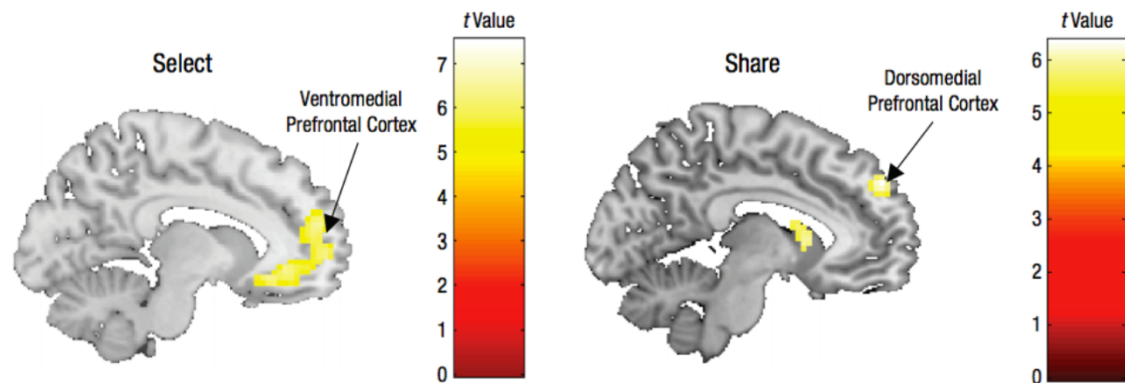 Select
Ventromedial
Prefrontal Cortex
t Value
7
6
5
4
3
2
1
0
Share
Dorsomedial
Prefrontal Cortex
t Value
6
5
4
3
2
1
0